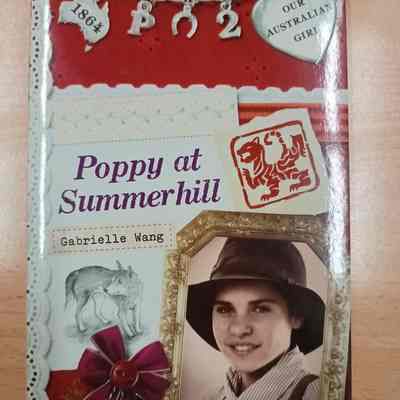 1864
P 2
OUR
AUSTRALIAN
GIRL
Poppy at
Summerhill
Gabrielle Wang